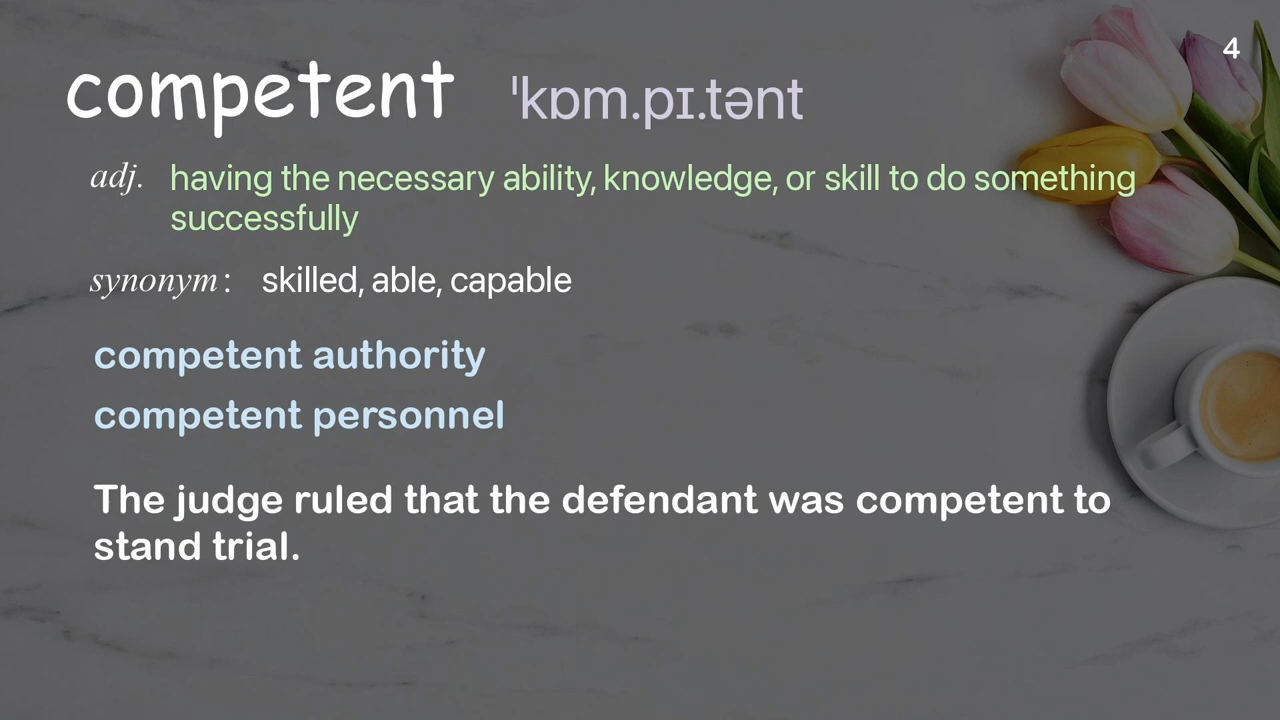 4
competent ˈkɒm.pɪ.tənt
adj. having the necessary ability, knowledge, or skill to do something
successfully
synonym: skilled, able, capable
competent authority
competent personnel
The judge ruled that the defendant was competent to
stand trial.